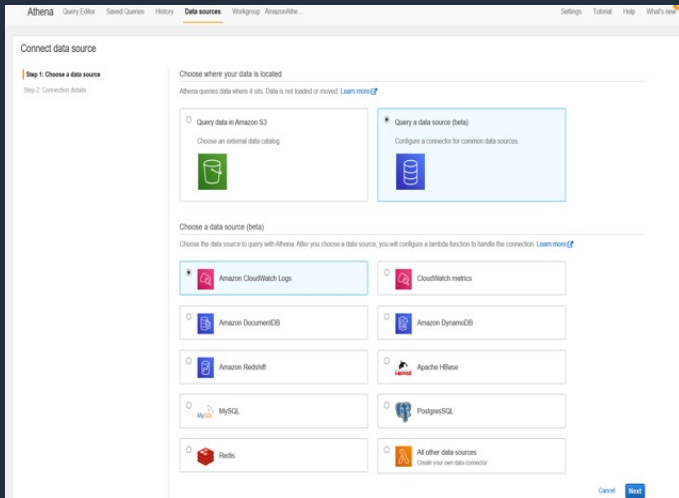 Athena Query Editor Saved Queries History Data sources Workgroup AmazonAthe... Settings Tutorial Help What's new
Connect data source
Step 1: Choose a data source
Step 2: Connection details
Choose where your data is located
Athena queries data where it sits. Data is not loaded or moved. Learn more
Query data in Amazon S3
Choose an external data catalog
Query a data source (beta)
Configure a connector for common data sources.
Choose a data source (beta)
Choose the data source to query with Athena. After you choose a data source, you will configure a lambda function to handle the connection. Learn more
Amazon CloudWatch Logs
CloudWatch metrics
Amazon DocumentDB
Amazon DynamoDB
Amazon Redshift
Apache HBase
MySQL
MySQL
PostgresSQL
Redis
All other data sources
Create your own data connector
Cancel Next